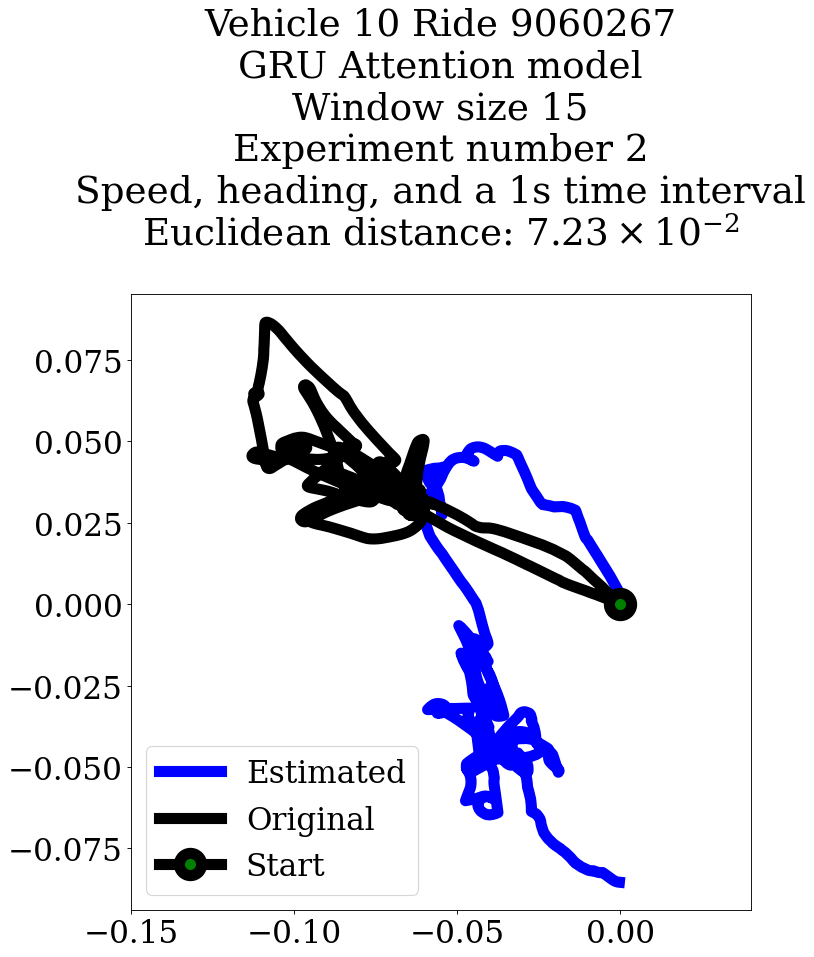 Vehicle 10 Ride 9060267
GRU Attention model
Window size 15
Experiment number 2
Speed, heading, and a 1s time interval
Euclidean distance: 7.23 × 10⁻²
0.075
0.050
0.025
0.000
−0.025
−0.050
−0.075
Estimated
Original
Start
−0.15
−0.10
−0.05
0.00